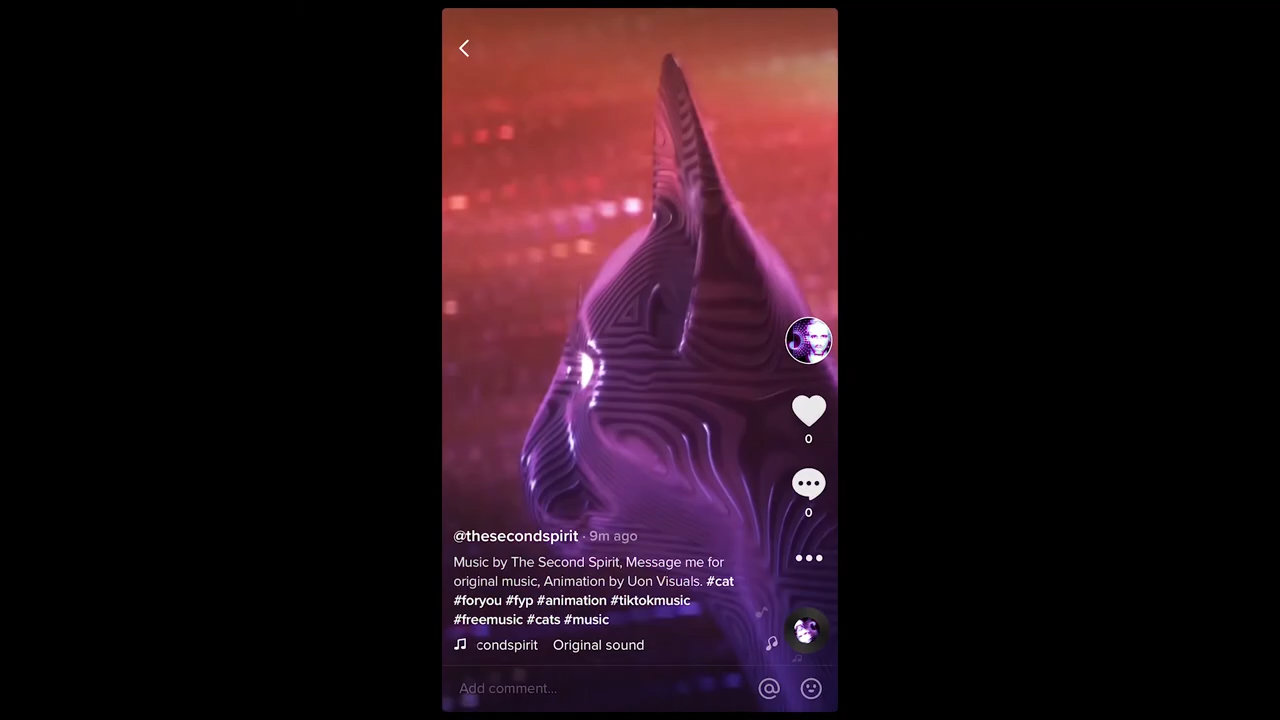 0
0
@thesecondspirit · 9m ago
Music by The Second Spirit, Message me for
original music, Animation by Uon Visuals. #cat
#foryou #fyp #animation #tiktokmusic
#freemusic #cats #music
condspirit Original sound
Add comment...